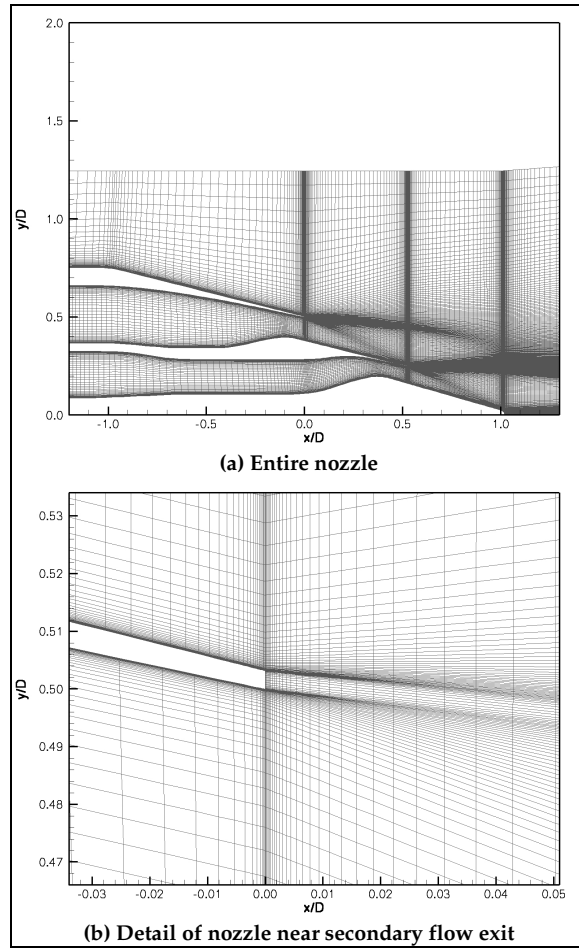 2.0
1.5
1.0
0.5
0.0
y/D
-1.0 -0.5 0.0 0.5 1.0
x/D
(a) Entire nozzle
0.53
0.52
0.51
0.50
0.49
0.48
0.47
y/D
-0.03 -0.02 -0.01 0.00 0.01 0.02 0.03 0.04 0.05
x/D
(b) Detail of nozzle near secondary flow exit